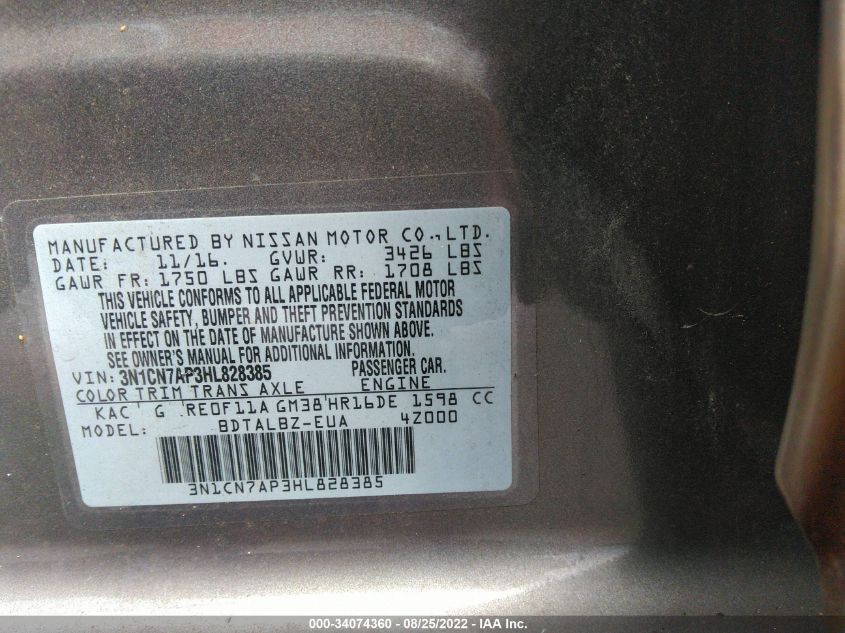 MANUFACTURED BY NISSAN MOTOR CO.,LTD.
DATE: 11/16. GVWR: 3426 LBS
GAWR FR: 1750 LBS GAWR RR: 1708 LBS
THIS VEHICLE CONFORMS TO ALL APPLICABLE FEDERAL MOTOR
VEHICLE SAFETY, BUMPER AND THEFT PREVENTION STANDARDS
IN EFFECT ON THE DATE OF MANUFACTURE SHOWN ABOVE.
SEE OWNER'S MANUAL FOR ADDITIONAL INFORMATION.
VIN: 3N1CN7AP3HL828385 PASSENGER CAR.
COLOR TRIM TRANS AXLE ENGINE
KAC' G 'RE0F11A GM38'HR16DE 1598 CC
MODEL: BDTALBZ-EUA 4Z000
3N1CN7AP3HL828385
000-34074360 - 08/25/2022 - IAA Inc.